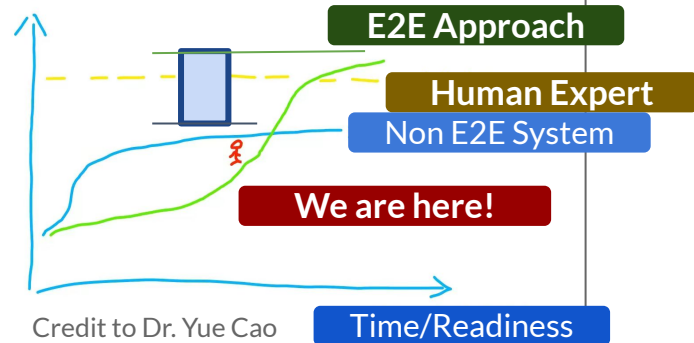 E2E Approach
Human Expert
Non E2E System
We are here!
Credit to Dr. Yue Cao
Time/Readiness